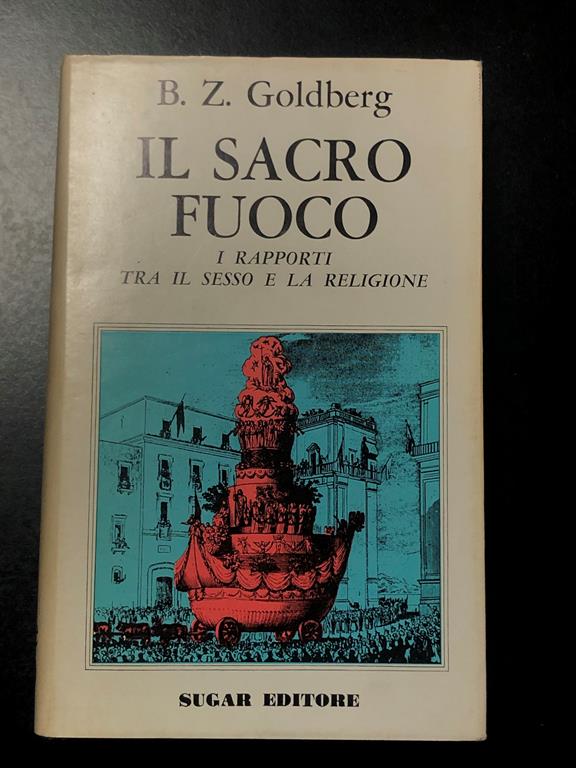 B. Z. Goldberg
IL SACRO
FUOCO
I RAPPORTI
TRA IL SESSO E LA RELIGIONE
SUGAR EDITORE